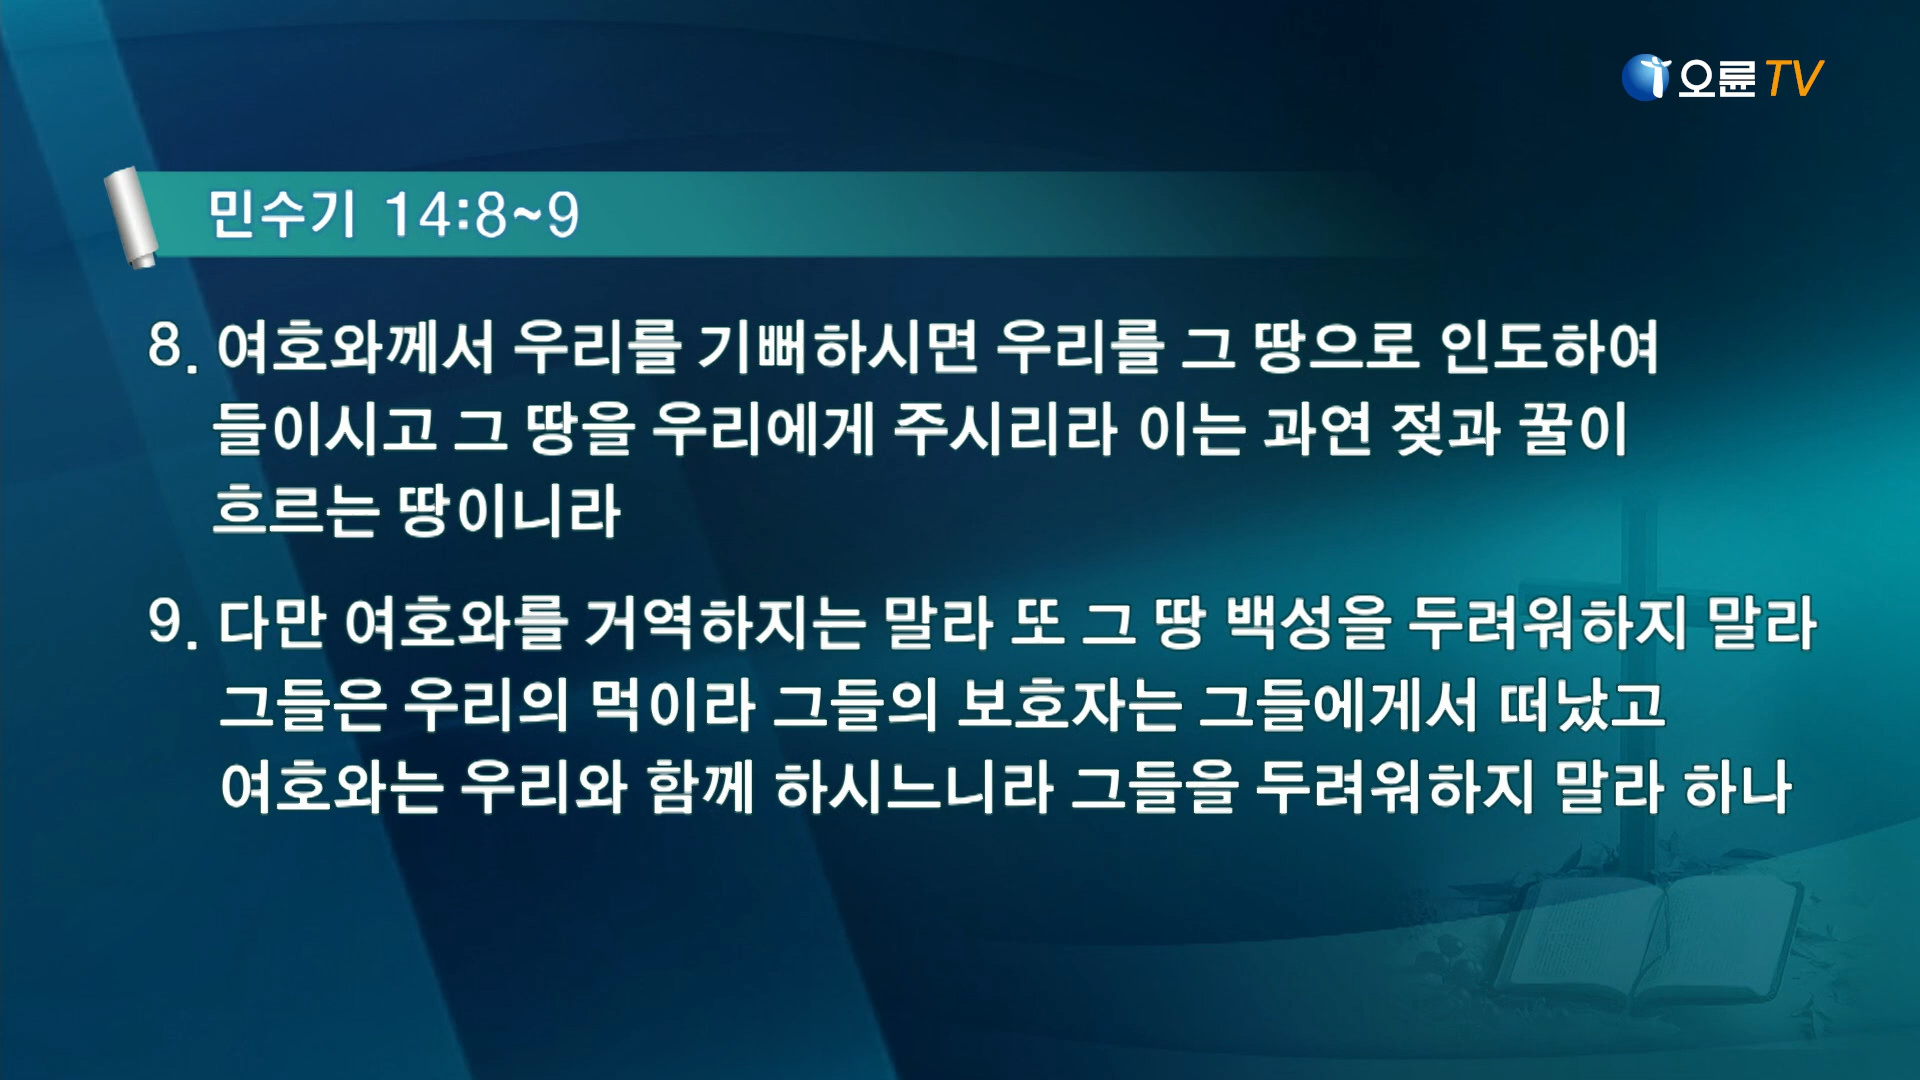 오륜TV
민수기 14:8~9
8. 여호와께서 우리를 기뻐하시면 우리를 그 땅으로 인도하여
들이시고 그 땅을 우리에게 주시리라 이는 과연 젖과 꿀이
흐르는 땅이니라
9. 다만 여호와를 거역하지는 말라 또 그 땅 백성을 두려워하지 말라
그들은 우리의 먹이라 그들의 보호자는 그들에게서 떠났고
여호와는 우리와 함께 하시느니라 그들을 두려워하지 말라 하나